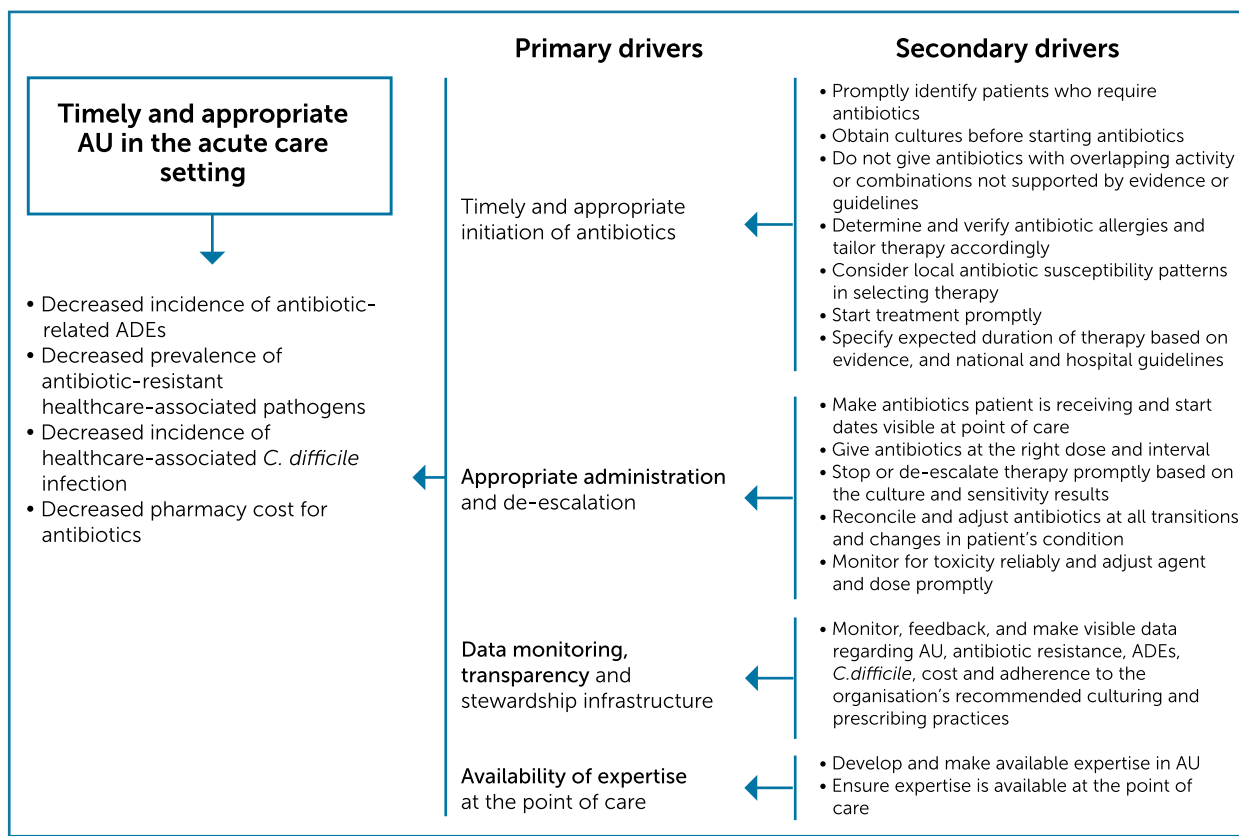 Primary drivers
Secondary drivers
Timely and appropriate
AU in the acute care
setting
• Decreased incidence of antibiotic-
related ADEs
• Decreased prevalence of
antibiotic-resistant
healthcare-associated pathogens
• Decreased incidence of
healthcare-associated C. difficile
infection
• Decreased pharmacy cost for
antibiotics
Timely and appropriate
initiation of antibiotics
• Promptly identify patients who require
antibiotics
• Obtain cultures before starting antibiotics
• Do not give antibiotics with overlapping activity
or combinations not supported by evidence or
guidelines
• Determine and verify antibiotic allergies and
tailor therapy accordingly
• Consider local antibiotic susceptibility patterns
in selecting therapy
• Start treatment promptly
• Specify expected duration of therapy based on
evidence, and national and hospital guidelines
Appropriate administration
and de-escalation
• Make antibiotics patient is receiving and start
dates visible at point of care
• Give antibiotics at the right dose and interval
• Stop or de-escalate therapy promptly based on
the culture and sensitivity results
• Reconcile and adjust antibiotics at all transitions
and changes in patient's condition
• Monitor for toxicity reliably and adjust agent
and dose promptly
Data monitoring,
transparency and
stewardship infrastructure
• Monitor, feedback, and make visible data
regarding AU, antibiotic resistance, ADEs,
C.difficile, cost and adherence to the
organisation's recommended culturing and
prescribing practices
Availability of expertise
at the point of care
• Develop and make available expertise in AU
• Ensure expertise is available at the point of
care